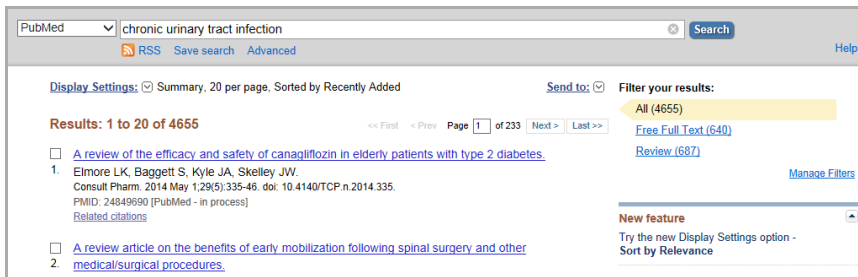 PubMed chronic urinary tract infection Search
RSS Save search Advanced Help
Display Settings: Summary, 20 per page, Sorted by Recently Added Send to:
Results: 1 to 20 of 4655 << First < Prev Page 1 of 233 Next > Last >>
A review of the efficacy and safety of canagliflozin in elderly patients with type 2 diabetes.
1. Elmore LK, Baggett S, Kyle JA, Skelley JW.
Consult Pharm. 2014 May 1;29(5):335-46. doi: 10.4140/TCP.n.2014.335.
PMID: 24849690 [PubMed - in process]
Related citations
A review article on the benefits of early mobilization following spinal surgery and other
2. medical/surgical procedures.
Filter your results:
All (4655)
Free Full Text (640)
Review (687)
Manage Filters
New feature
Try the new Display Settings option -
Sort by Relevance